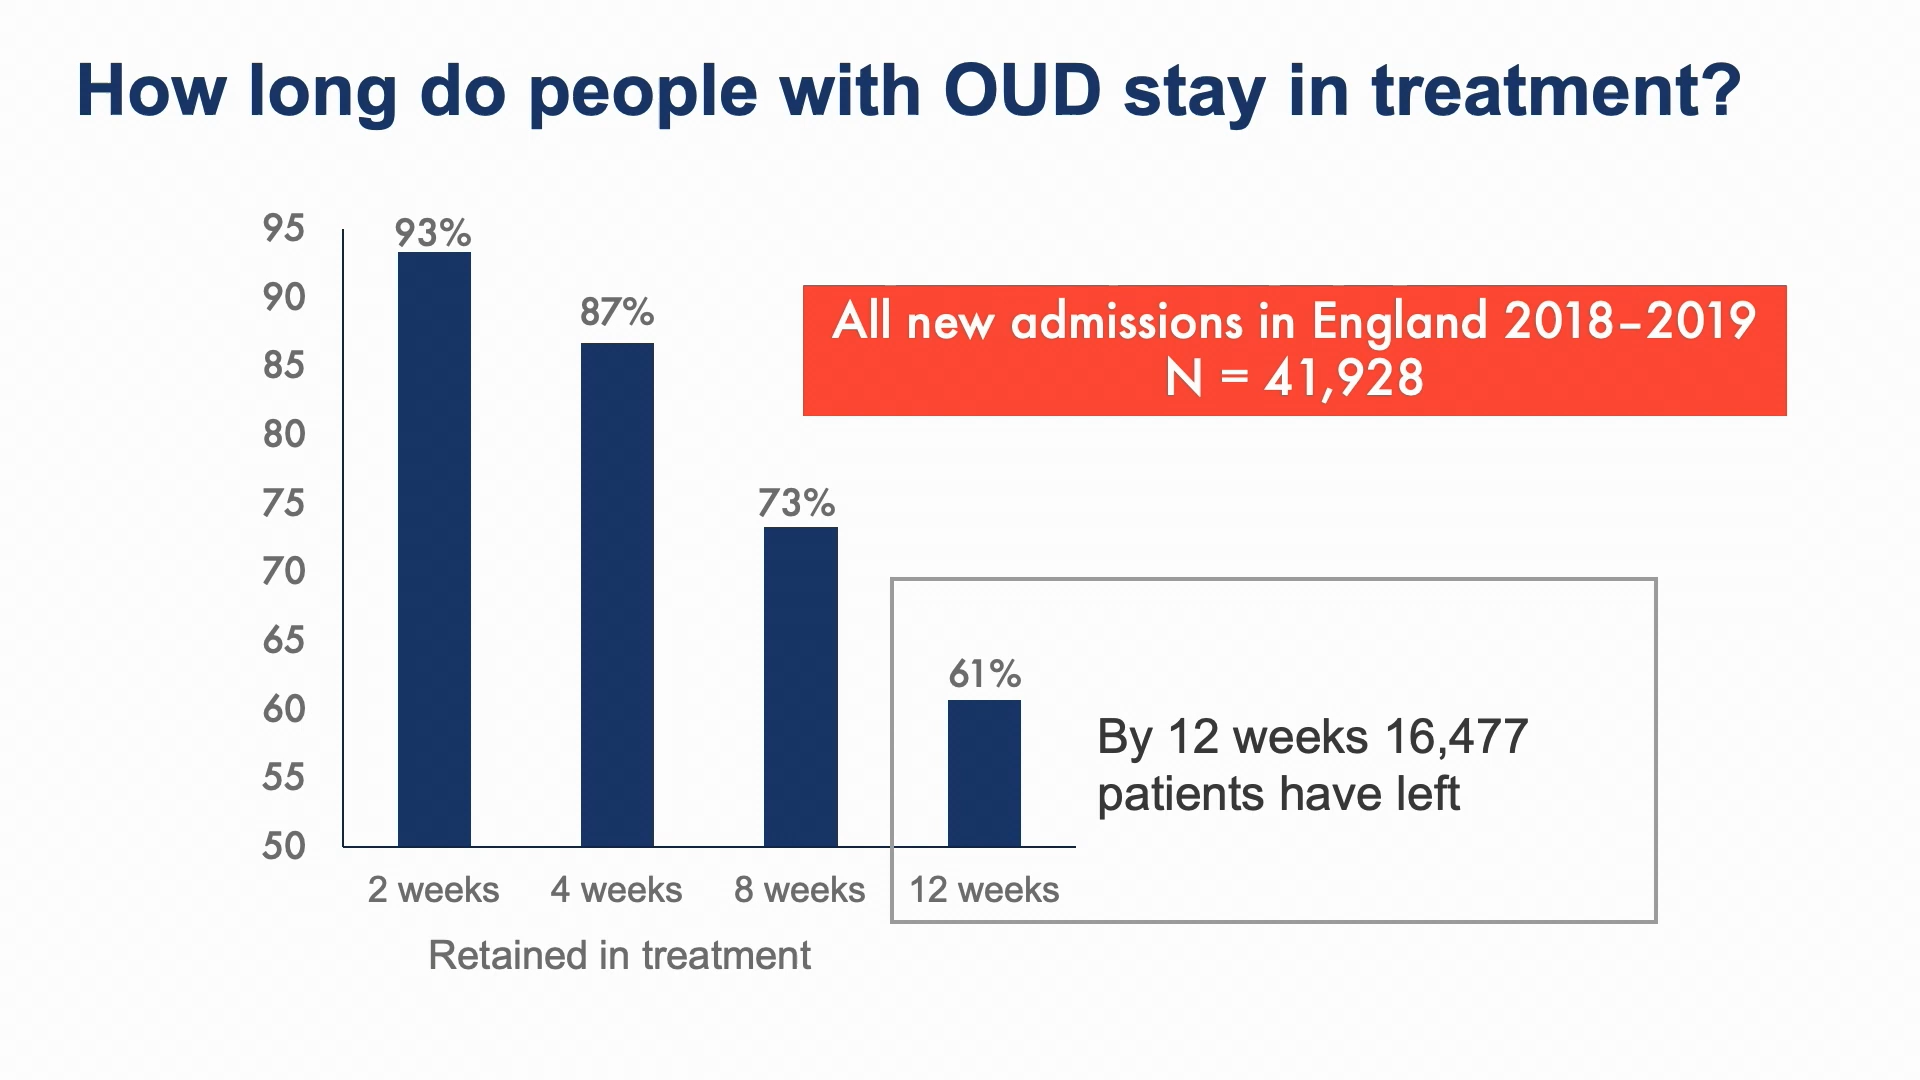 How long do people with OUD stay in treatment?
95
90
85
80
75
70
65
60
55
50
93%
87%
73%
61%
2 weeks
4 weeks
8 weeks
12 weeks
Retained in treatment
All new admissions in England 2018–2019
N = 41,928
By 12 weeks 16,477
patients have left